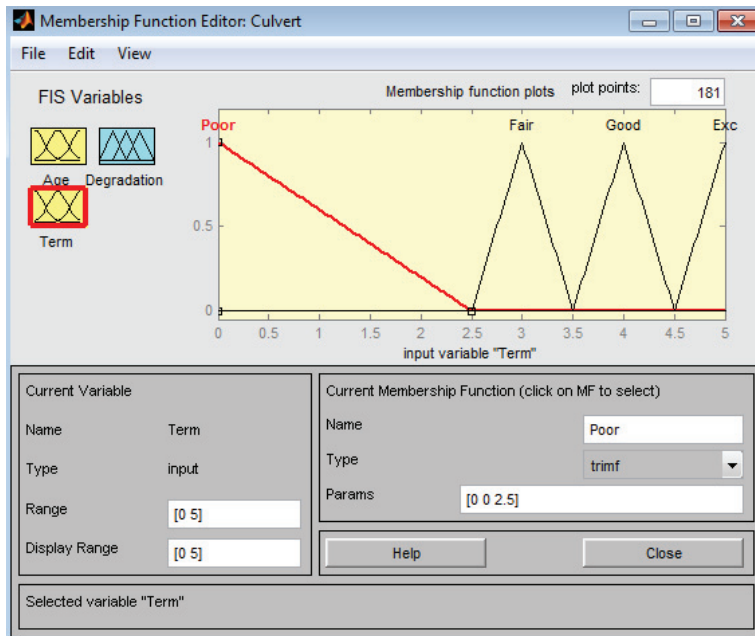 Membership Function Editor: Culvert
File Edit View
FIS Variables
Membership function plots plot points: 181
Age Degradation
Term
Poor Fair Good Exc
1
0.5
0
0 0.5 1 1.5 2 2.5 3 3.5 4 4.5 5
input variable "Term"
Current Variable
Name Term
Type input
Range [0 5]
Display Range [0 5]
Current Membership Function (click on MF to select)
Name Poor
Type trimf
Params [0 0 2.5]
Help Close
Selected variable "Term"